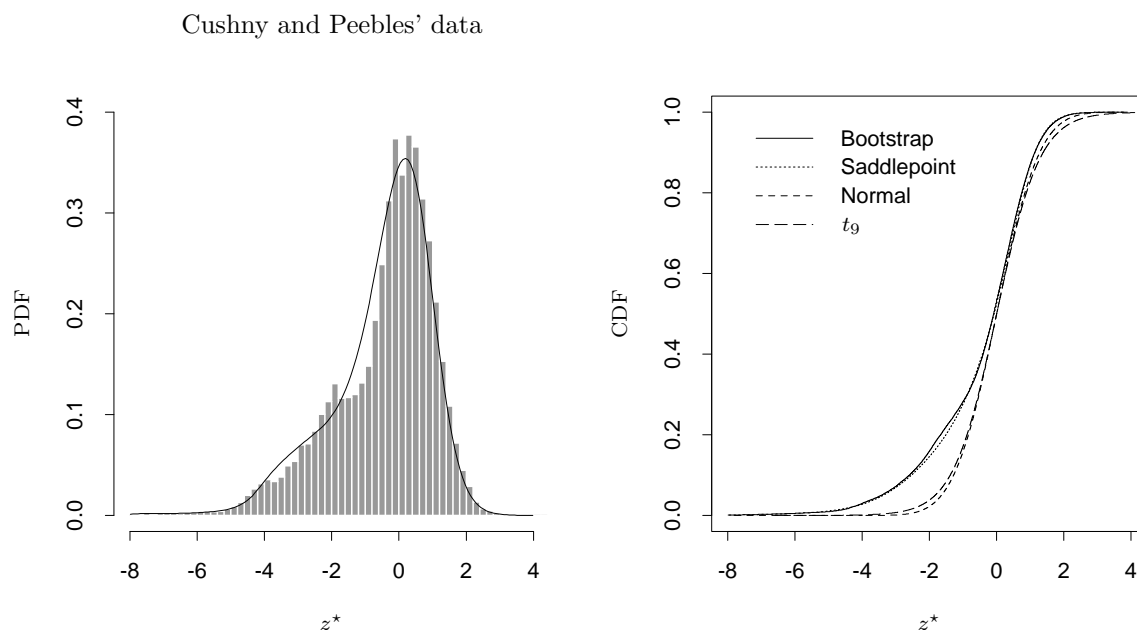 Cushny and Peebles' data
PDF
0.0 0.1 0.2 0.3 0.4
-8 -6 -4 -2 0 2 4
z⋆
CDF
0.0 0.2 0.4 0.6 0.8 1.0
Bootstrap
Saddlepoint
Normal
t₉
-8 -6 -4 -2 0 2 4
z⋆